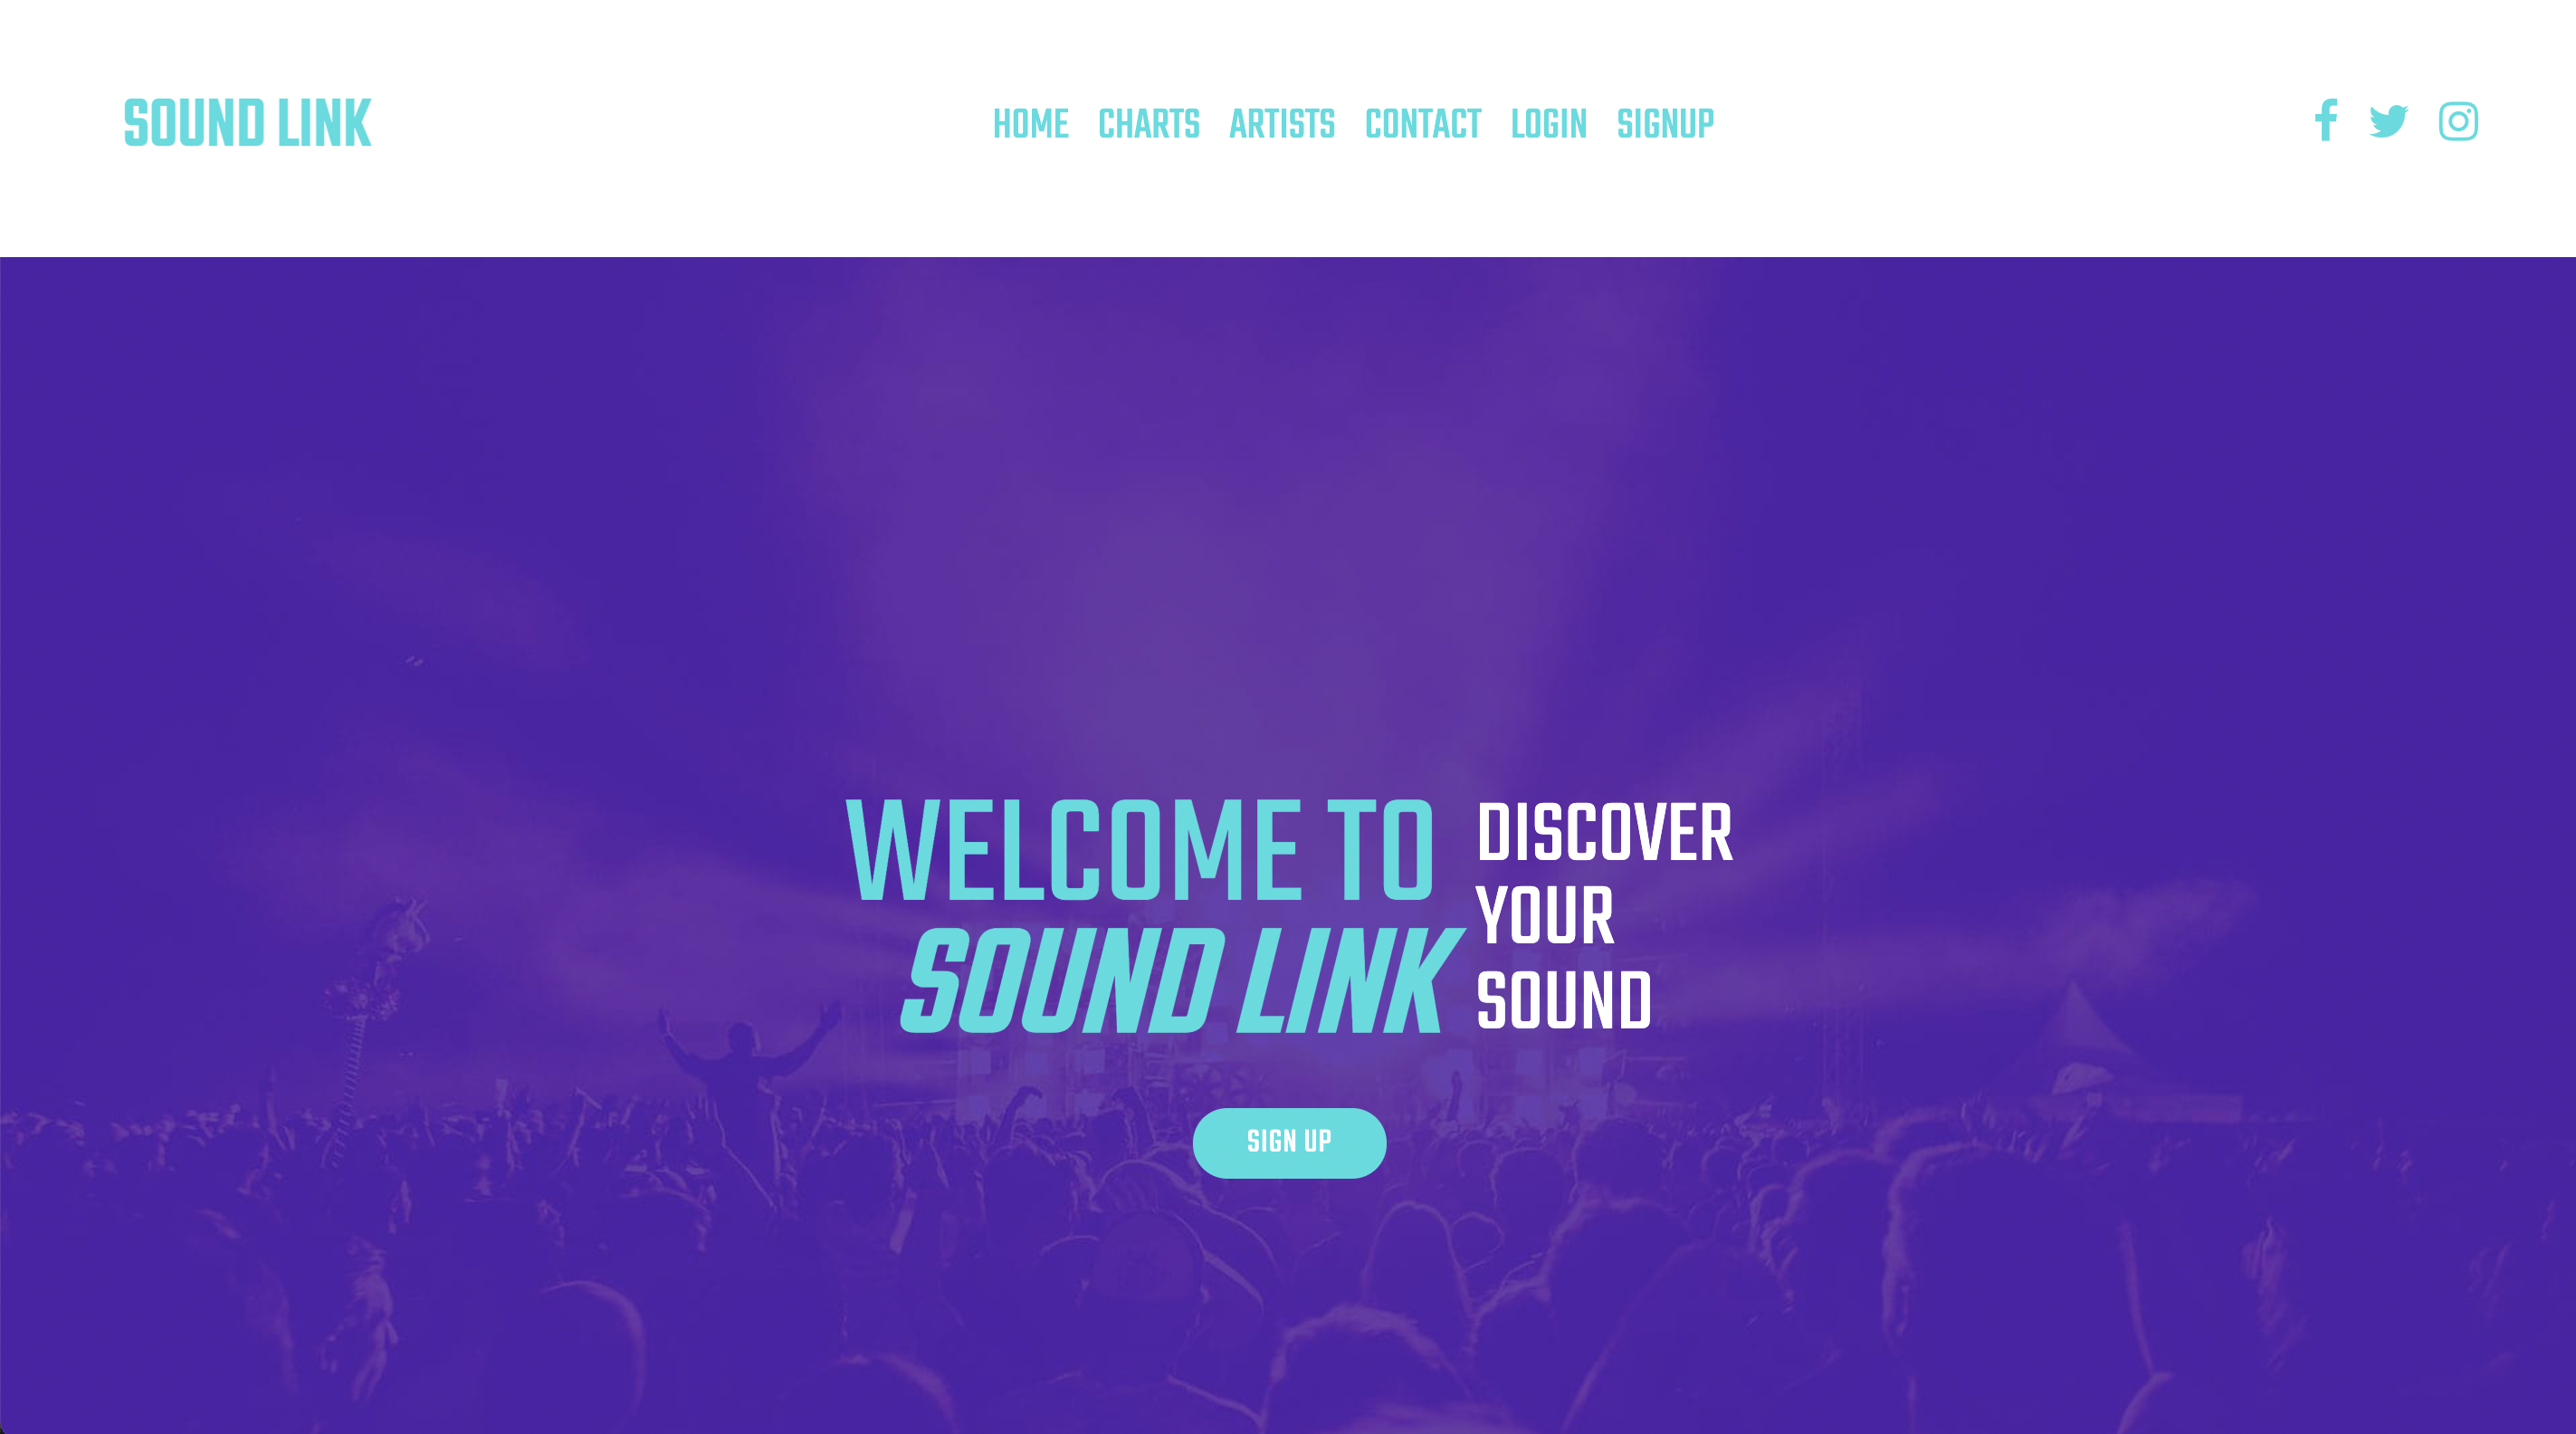 SOUND LINK
HOME CHARTS ARTISTS CONTACT LOGIN SIGNUP
WELCOME TO
SOUND LINK
DISCOVER
YOUR
SOUND
SIGN UP